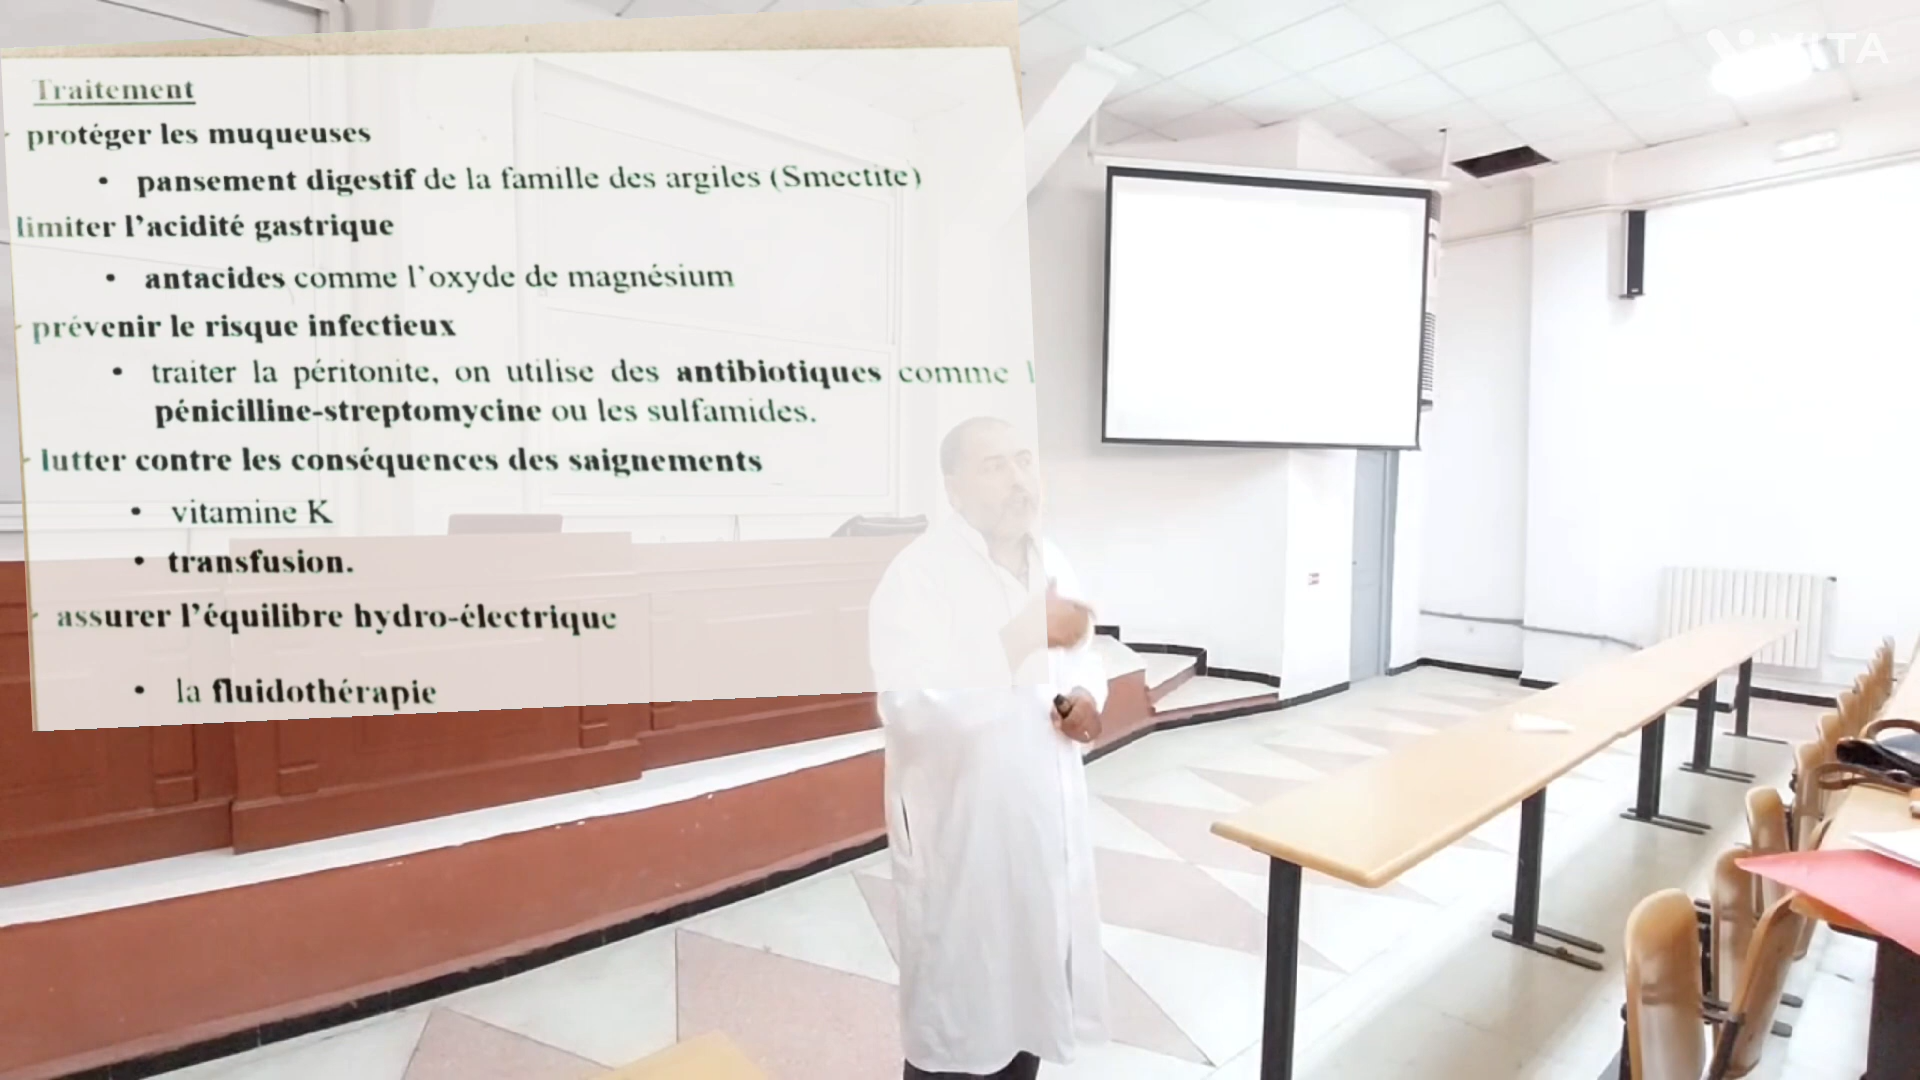 Traitement
protéger les muqueuses
• pansement digestif de la famille des argiles (Smectite)
limiter l'acidité gastrique
• antacides comme l'oxyde de magnésium
prévenir le risque infectieux
• traiter la péritonite, on utilise des antibiotiques comme l
pénicilline-streptomycine ou les sulfamides.
lutter contre les conséquences des saignements
• vitamine K
• transfusion.
assurer l'équilibre hydro-électrique
• la fluidothérapie
VITA